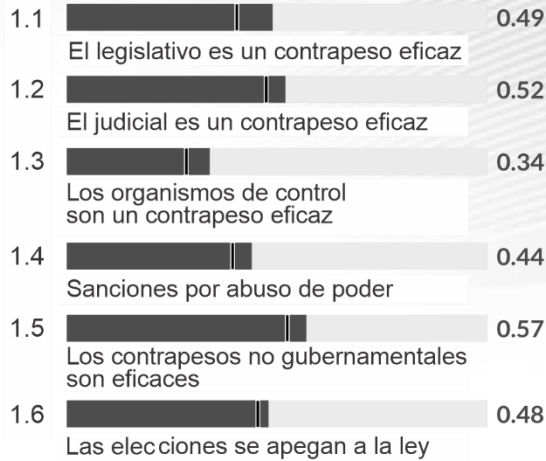 1.1 0.49
El legislativo es un contrapeso eficaz
1.2 0.52
El judicial es un contrapeso eficaz
1.3 0.34
Los organismos de control
son un contrapeso eficaz
1.4 0.44
Sanciones por abuso de poder
1.5 0.57
Los contrapesos no gubernamentales
son eficaces
1.6 0.48
Las elecciones se apegan a la ley